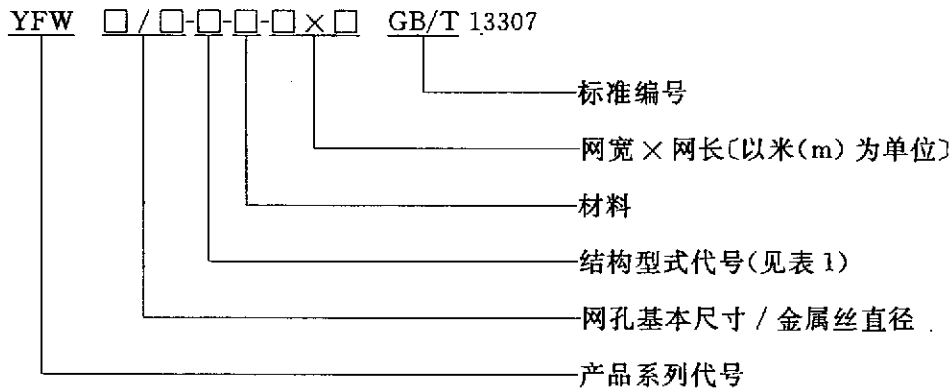 YFW □/□-□-□-□×□ GB/T 13307
标准编号
网宽×网长〔以米(m)为单位〕
材料
结构型式代号(见表1)
网孔基本尺寸/金属丝直径
产品系列代号